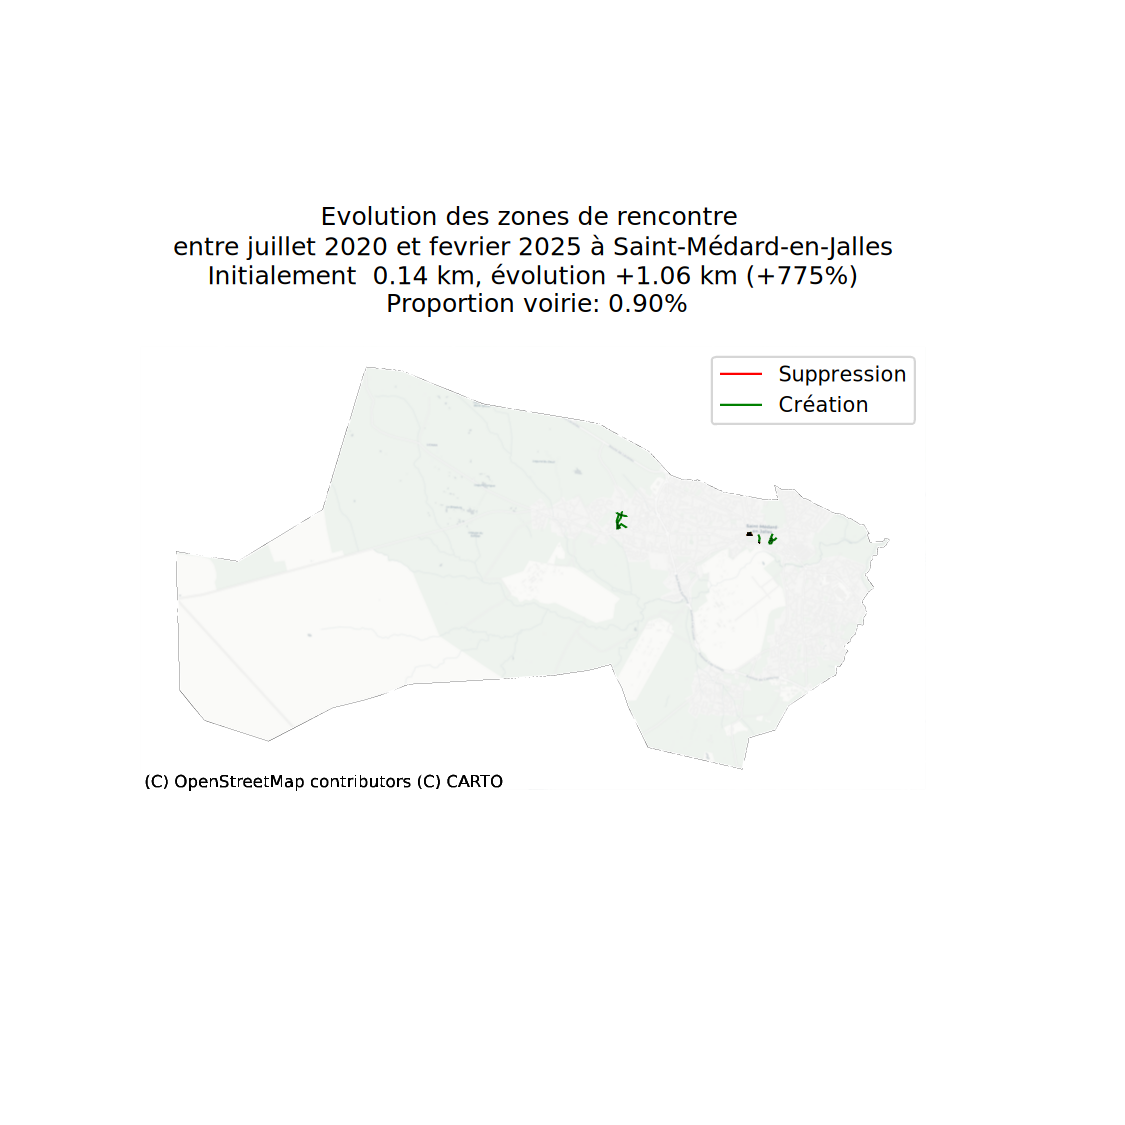 Evolution des zones de rencontre
entre juillet 2020 et fevrier 2025 à Saint-Médard-en-Jalles
Initialement  0.14 km, évolution +1.06 km (+775%)
Proportion voirie: 0.90%
Suppression
Création
(C) OpenStreetMap contributors (C) CARTO